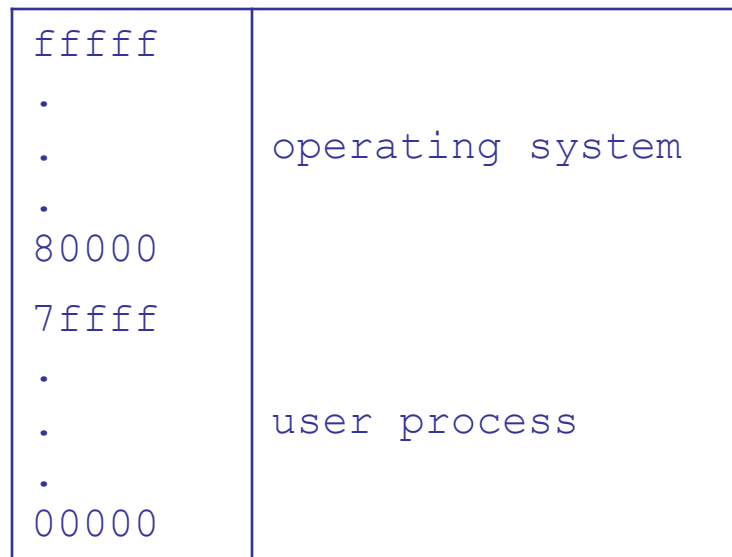 fffff
.
.
operating system
.
80000
7ffff
.
.
user process
.
00000